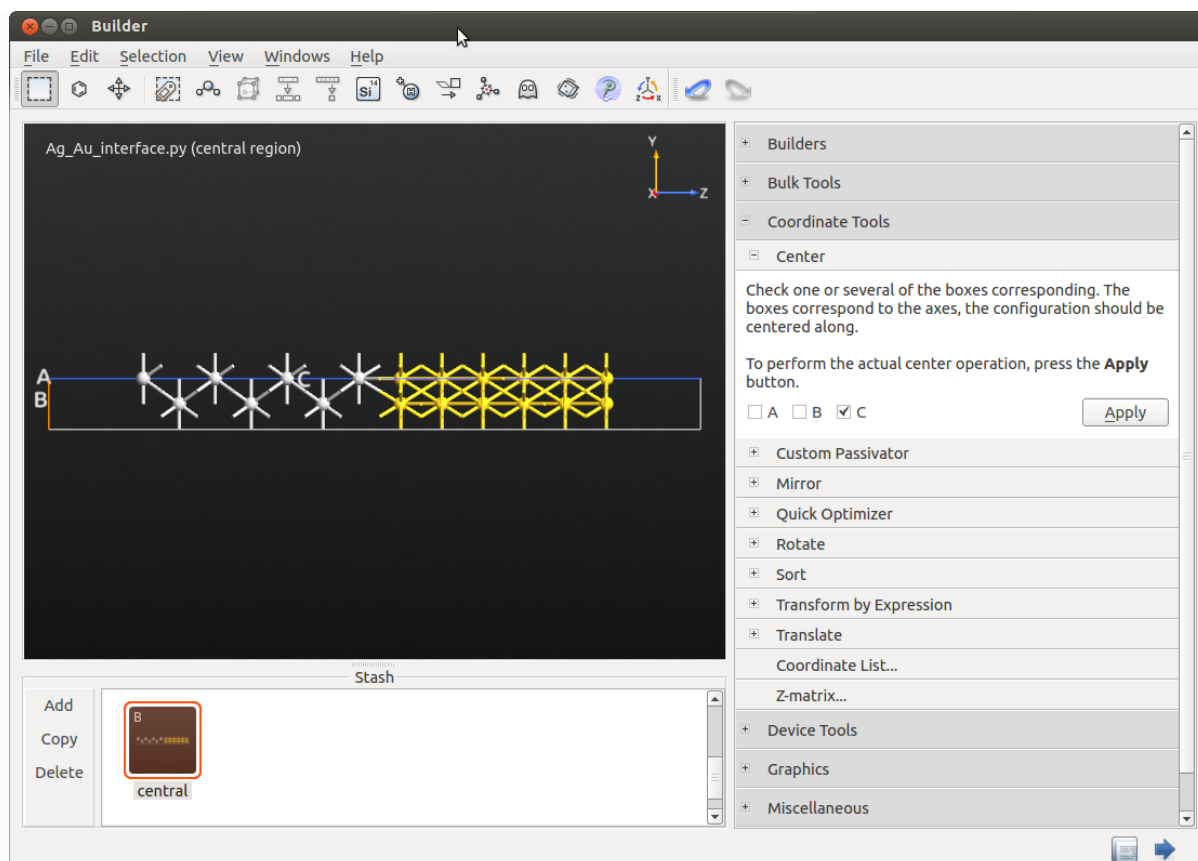 Builder
File Edit Selection View Windows Help
Si 14
Ag_Au_interface.py (central region)
Y
X
Z
A
B
C
Builders
Bulk Tools
Coordinate Tools
Center
Check one or several of the boxes corresponding. The
boxes correspond to the axes, the configuration should be
centered along.
To perform the actual center operation, press the Apply
button.
A B C Apply
Custom Passivator
Mirror
Quick Optimizer
Rotate
Sort
Transform by Expression
Translate
Coordinate List...
Z-matrix...
Device Tools
Graphics
Miscellaneous
Stash
Add
Copy
Delete
B
central